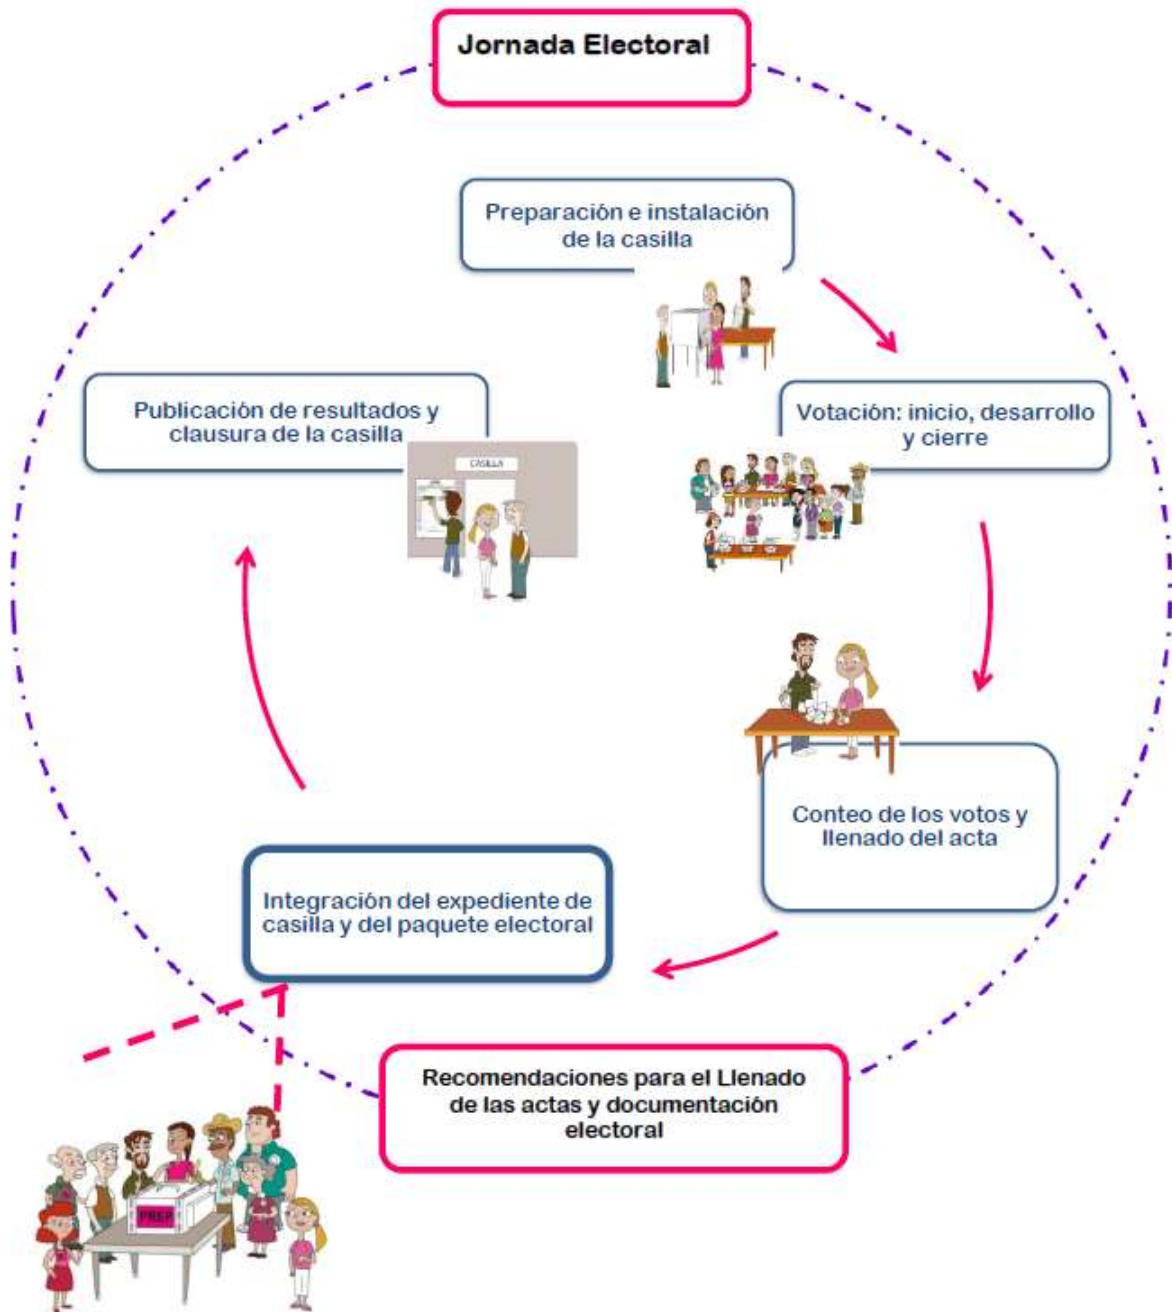 Jornada Electoral
Preparación e instalación
de la casilla
Votación: inicio, desarrollo
y cierre
Conteo de los votos y
llenado del acta
Integración del expediente de
casilla y del paquete electoral
Publicación de resultados y
clausura de la casilla
CASILLA
Recomendaciones para el Llenado
de las actas y documentación
electoral
PREP